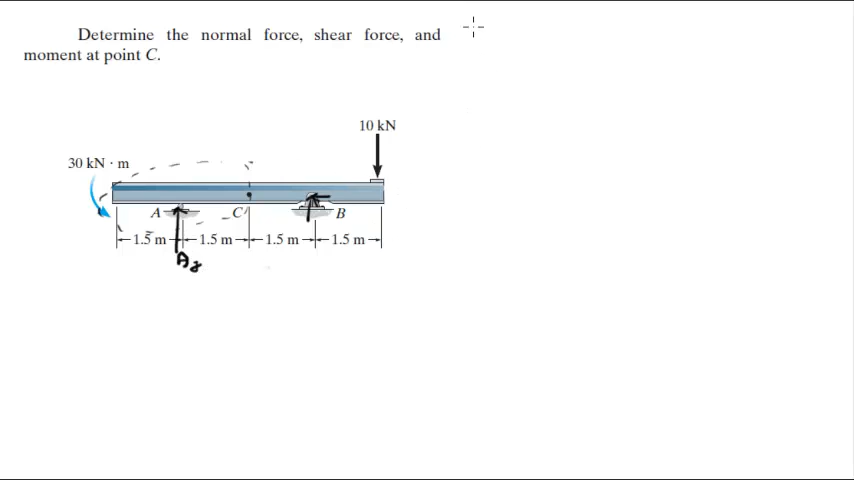 Determine the normal force, shear force, and
moment at point C.
10 kN
30 kN · m
A
C
B
1.5 m
1.5 m
1.5 m
1.5 m
Ay